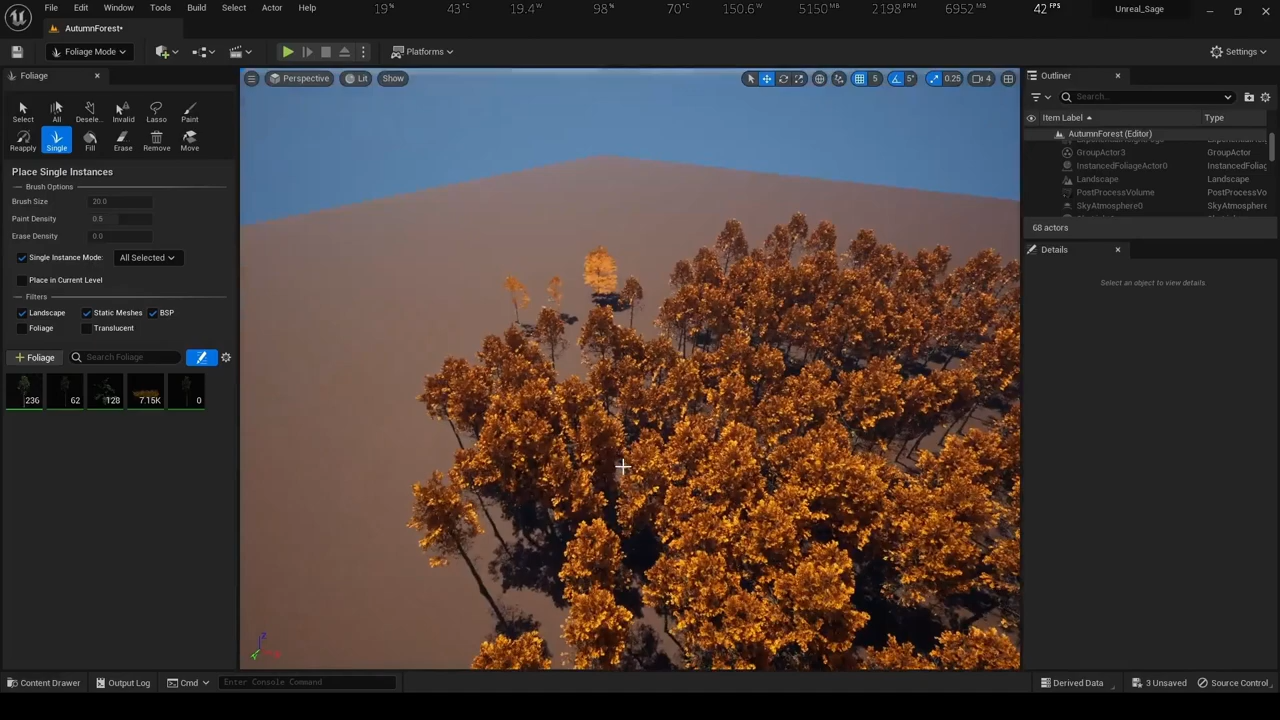 File Edit Window Tools Build Select Actor Help 19% 43°C 19.4W 98% 70°C 150.6W 5150MB 2198RPM 6952MB 42 FPS Unreal_Sage
AutumnForest*
Foliage Mode Platforms Settings
Foliage
Select All Desele.. Invalid Lasso Paint
Reapply Single Fill Erase Remove Move
Place Single Instances
Brush Options
Brush Size 20.0
Paint Density 0.5
Erase Density 0.0
Single Instance Mode: All Selected
Place in Current Level
Filters
Landscape Static Meshes BSP
Foliage Translucent
+ Foliage Search Foliage
236 62 128 7.15K 0
Perspective Lit Show 5 5° 0.25 4
Outliner
Search...
Item Label Type
AutumnForest (Editor)
GroupActor3 GroupActor
InstancedFoliageActor0 InstancedFoliag
Landscape Landscape
PostProcessVolume PostProcessVo
SkyAtmosphere0 SkyAtmosphere
68 actors
Details
Select an object to view details.
Z
Content Drawer Output Log Cmd Enter Console Command Derived Data 3 Unsaved Source Control